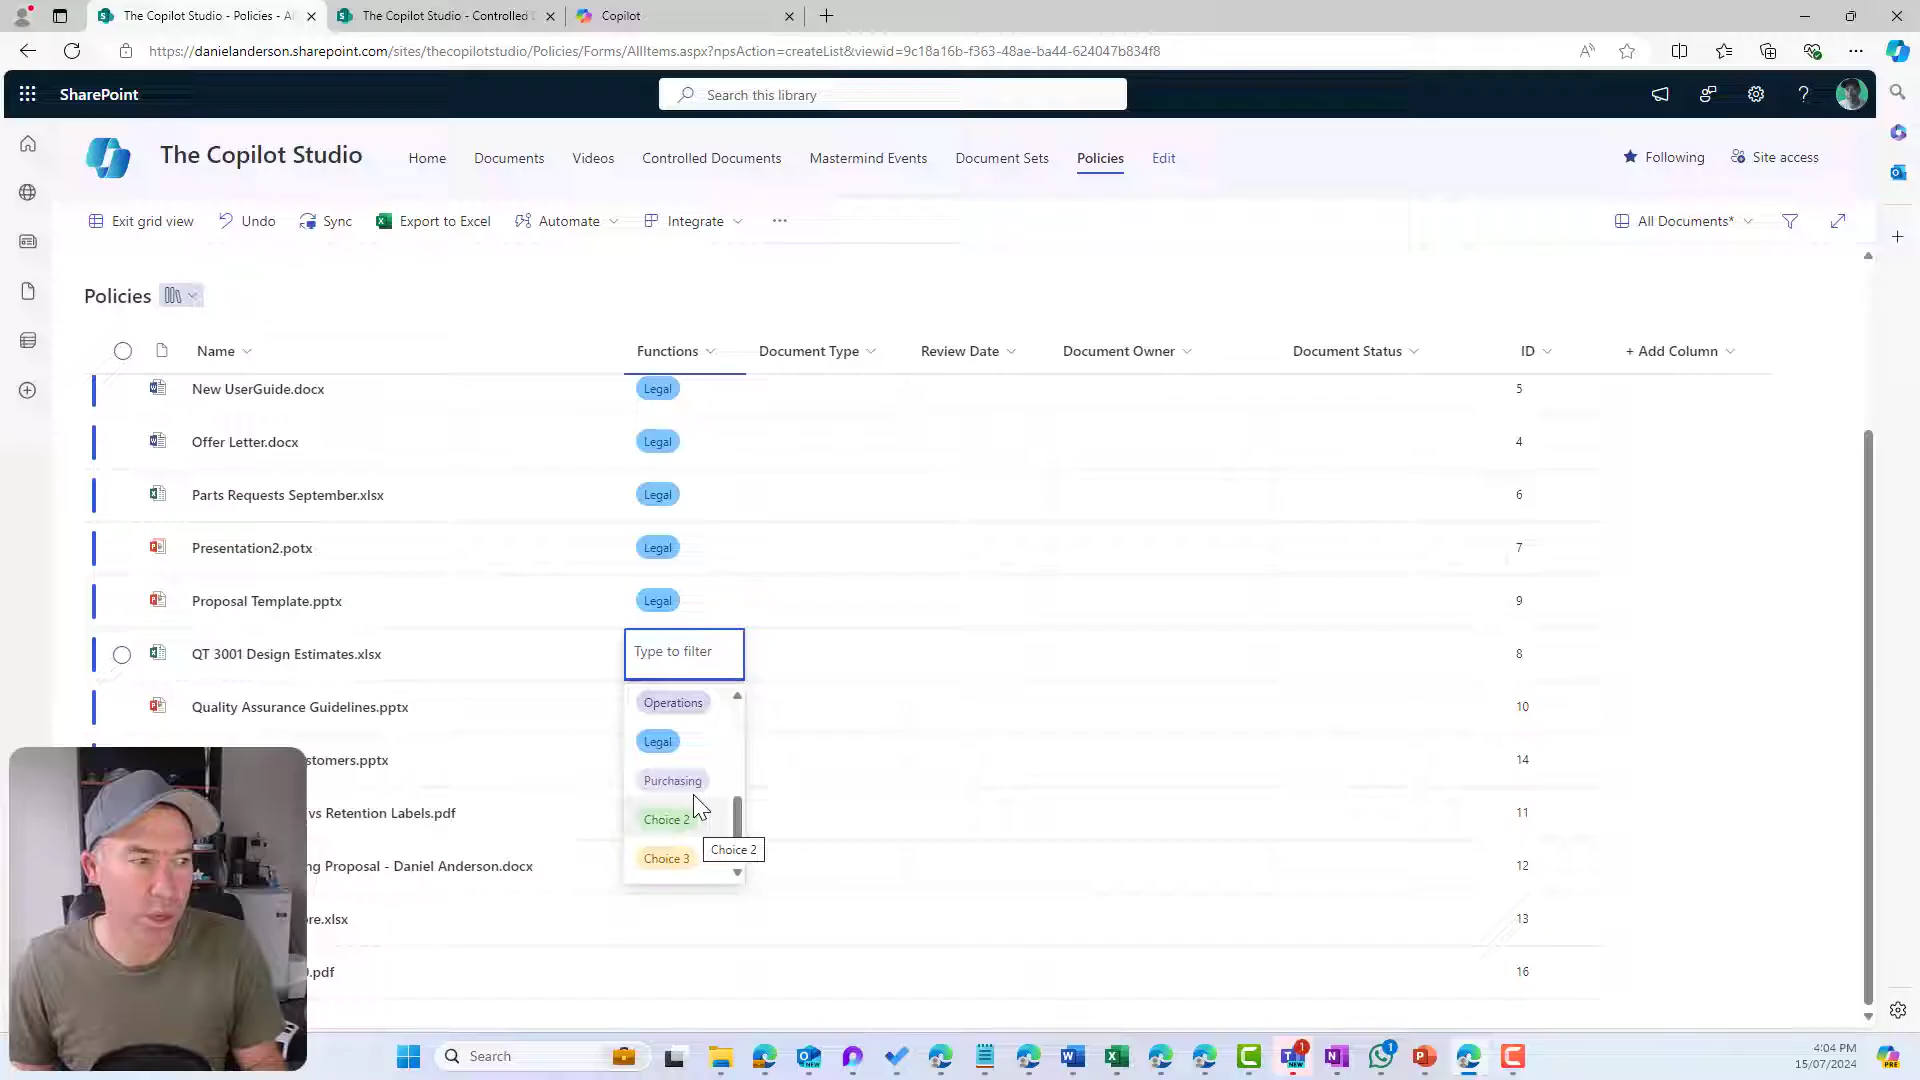 The Copilot Studio - Policies - Al
The Copilot Studio - Controlled D
Copilot
https://danielanderson.sharepoint.com/sites/thecopilotstudio/Policies/Forms/AllItems.aspx?npsAction=createList&viewid=9c18a16b-f363-48ae-ba44-624047b834f8
SharePoint
Search this library
The Copilot Studio
Home
Documents
Videos
Controlled Documents
Mastermind Events
Document Sets
Policies
Edit
Following
Site access
Exit grid view
Undo
Sync
Export to Excel
Automate
Integrate
All Documents*
Policies
Name
Functions
Document Type
Review Date
Document Owner
Document Status
ID
+ Add Column
New UserGuide.docx
Legal
5
Offer Letter.docx
Legal
4
Parts Requests September.xlsx
Legal
6
Presentation2.potx
Legal
7
Proposal Template.pptx
Legal
9
QT 3001 Design Estimates.xlsx
Type to filter
8
Operations
Legal
Purchasing
Choice 2
Choice 2
Choice 3
Quality Assurance Guidelines.pptx
10
stomers.pptx
14
vs Retention Labels.pdf
11
ng Proposal - Daniel Anderson.docx
12
re.xlsx
13
).pdf
16
Search
NEW
1
NEW
1
4:04 PM
15/07/2024
PRE